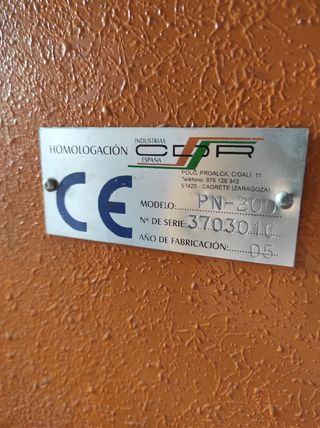 HOMOLOGACIÓN
INDUSTRIAS
ESPAÑA
POLG. PROALCA, C/DALÍ, 11
Teléfono: 976 126 342
50420 - CADRETE (ZARAGOZA)
CE
MODELO: PN-200
Nº DE SERIE: 3703010
AÑO DE FABRICACIÓN: 05